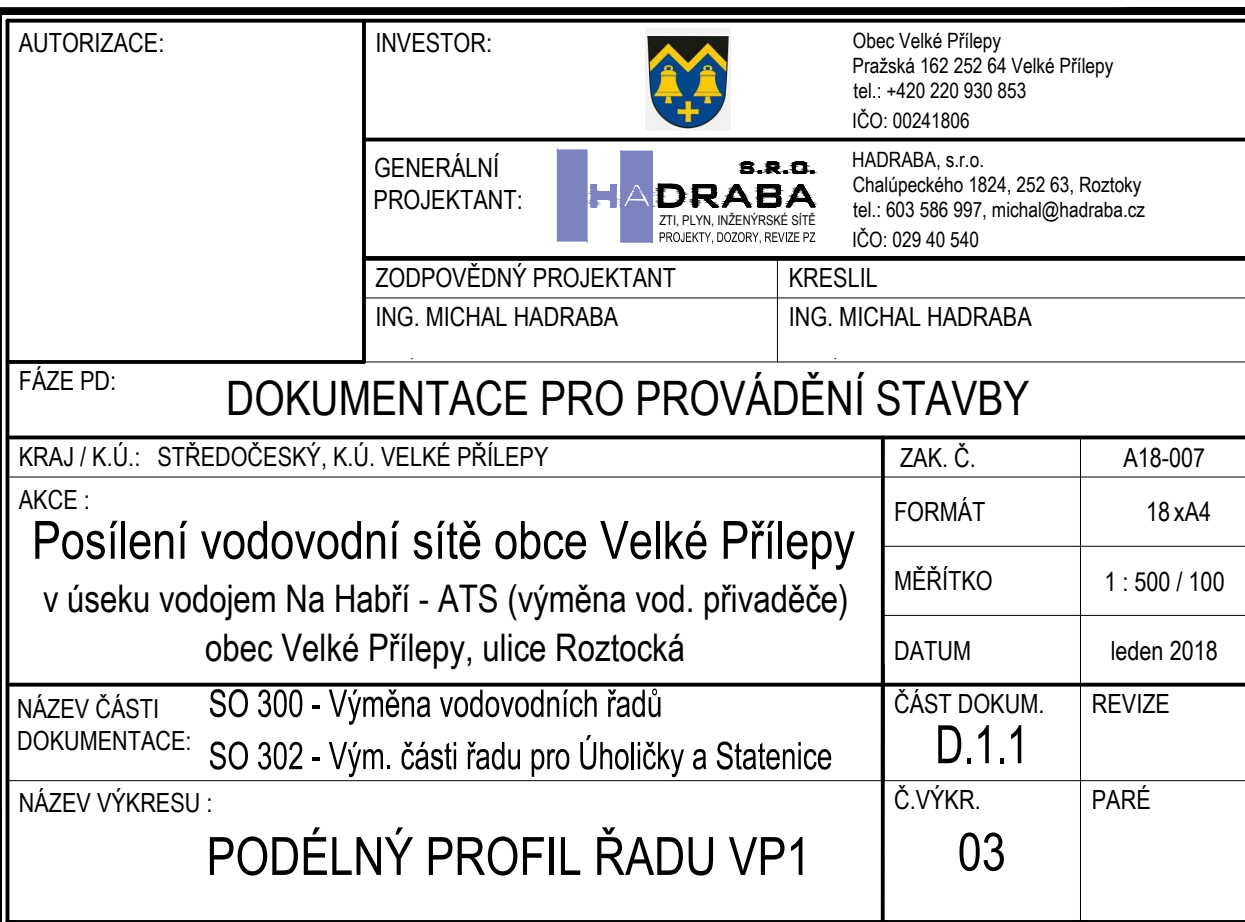 AUTORIZACE:
INVESTOR:
Obec Velké Přílepy
Pražská 162 252 64 Velké Přílepy
tel.: +420 220 930 853
IČO: 00241806
GENERÁLNÍ
PROJEKTANT:
S.R.O.
HADRABA
ZTI, PLYN, INŽENÝRSKÉ SÍTĚ
PROJEKTY, DOZORY, REVIZE PZ
HADRABA, s.r.o.
Chalúpeckého 1824, 252 63, Roztoky
tel.: 603 586 997, michal@hadraba.cz
IČO: 029 40 540
ZODPOVĚDNÝ PROJEKTANT
KRESLIL
ING. MICHAL HADRABA
ING. MICHAL HADRABA
FÁZE PD:
DOKUMENTACE PRO PROVÁDĚNÍ STAVBY
KRAJ / K.Ú.: STŘEDOČESKÝ, K.Ú. VELKÉ PŘÍLEPY
ZAK. Č.
A18-007
AKCE :
Posílení vodovodní sítě obce Velké Přílepy
v úseku vodojem Na Habří - ATS (výměna vod. přivaděče)
obec Velké Přílepy, ulice Roztocká
FORMÁT
18 xA4
MĚŘÍTKO
1 : 500 / 100
DATUM
leden 2018
NÁZEV ČÁSTI
DOKUMENTACE:
SO 300 - Výměna vodovodních řadů
SO 302 - Vým. části řadu pro Úholičky a Statenice
ČÁST DOKUM.
D.1.1
REVIZE
NÁZEV VÝKRESU :
PODÉLNÝ PROFIL ŘADU VP1
Č.VÝKR.
03
PARÉ